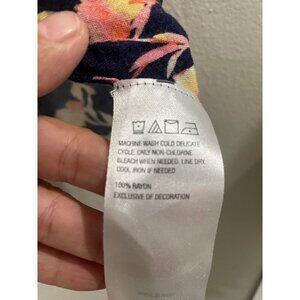 MACHINE WASH COLD DELICATE
CYCLE. ONLY NON-CHLORINE
BLEACH WHEN NEEDED. LINE DRY.
COOL IRON IF NEEDED
100% RAYON
EXCLUSIVE OF DECORATION